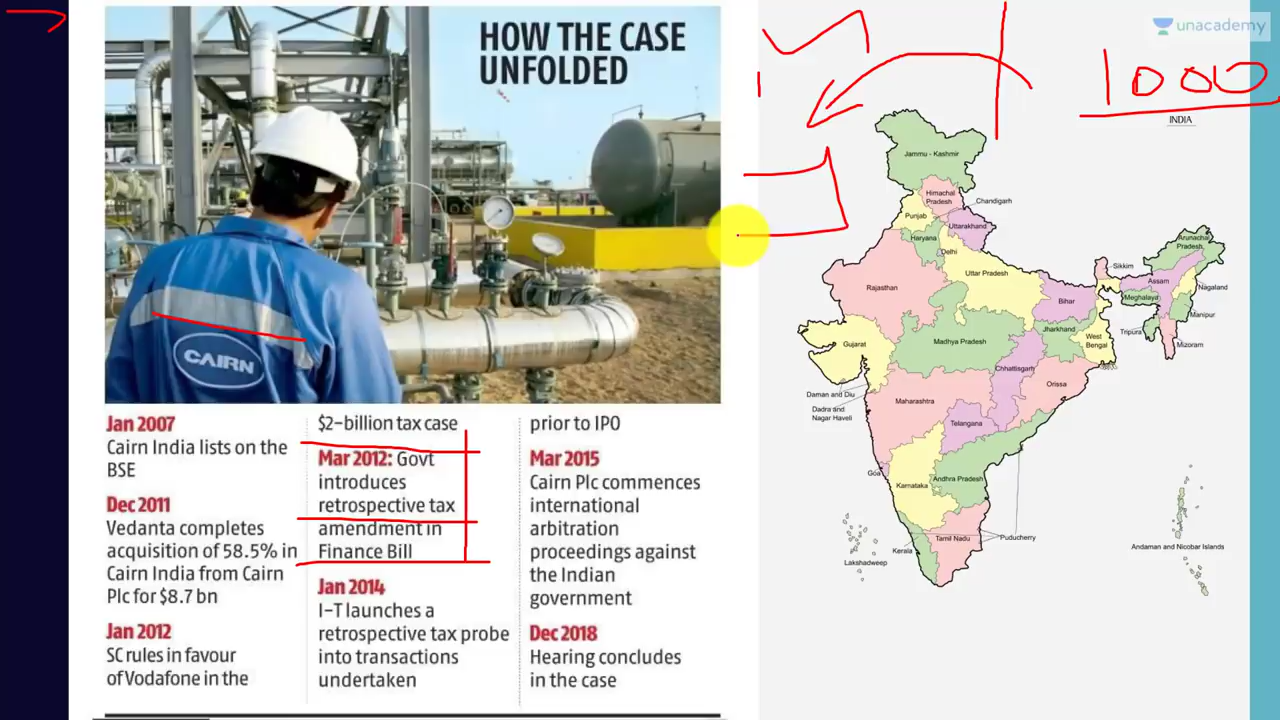 HOW THE CASE
UNFOLDED
CAIRN
Jan 2007
Cairn India lists on the
BSE
Dec 2011
Vedanta completes
acquisition of 58.5% in
Cairn India from Cairn
Plc for $8.7 bn
Jan 2012
SC rules in favour
of Vodafone in the
$2-billion tax case
Mar 2012: Govt
introduces
retrospective tax
amendment in
Finance Bill
Jan 2014
I-T launches a
retrospective tax probe
into transactions
undertaken
prior to IPO
Mar 2015
Cairn Plc commences
international
arbitration
proceedings against
the Indian
government
Dec 2018
Hearing concludes
in the case
unacademy
1000
INDIA
Jammu - Kashmir
Himachal
Pradesh
Chandigarh
Punjab
Uttarakhand
Haryana
Delhi
Arunachal
Pradesh
Sikkim
Uttar Pradesh
Rajasthan
Assam
Nagaland
Bihar
Meghalaya
Manipur
Jharkhand
Tripura
West
Bengal
Mizoram
Gujarat
Madhya Pradesh
Chhattisgarh
Orissa
Daman and Diu
Dadra and
Nagar Haveli
Maharashtra
Telangana
Goa
Karnataka
Andhra Pradesh
Kerala
Tamil Nadu
Puducherry
Lakshadweep
Andaman and Nicobar Islands